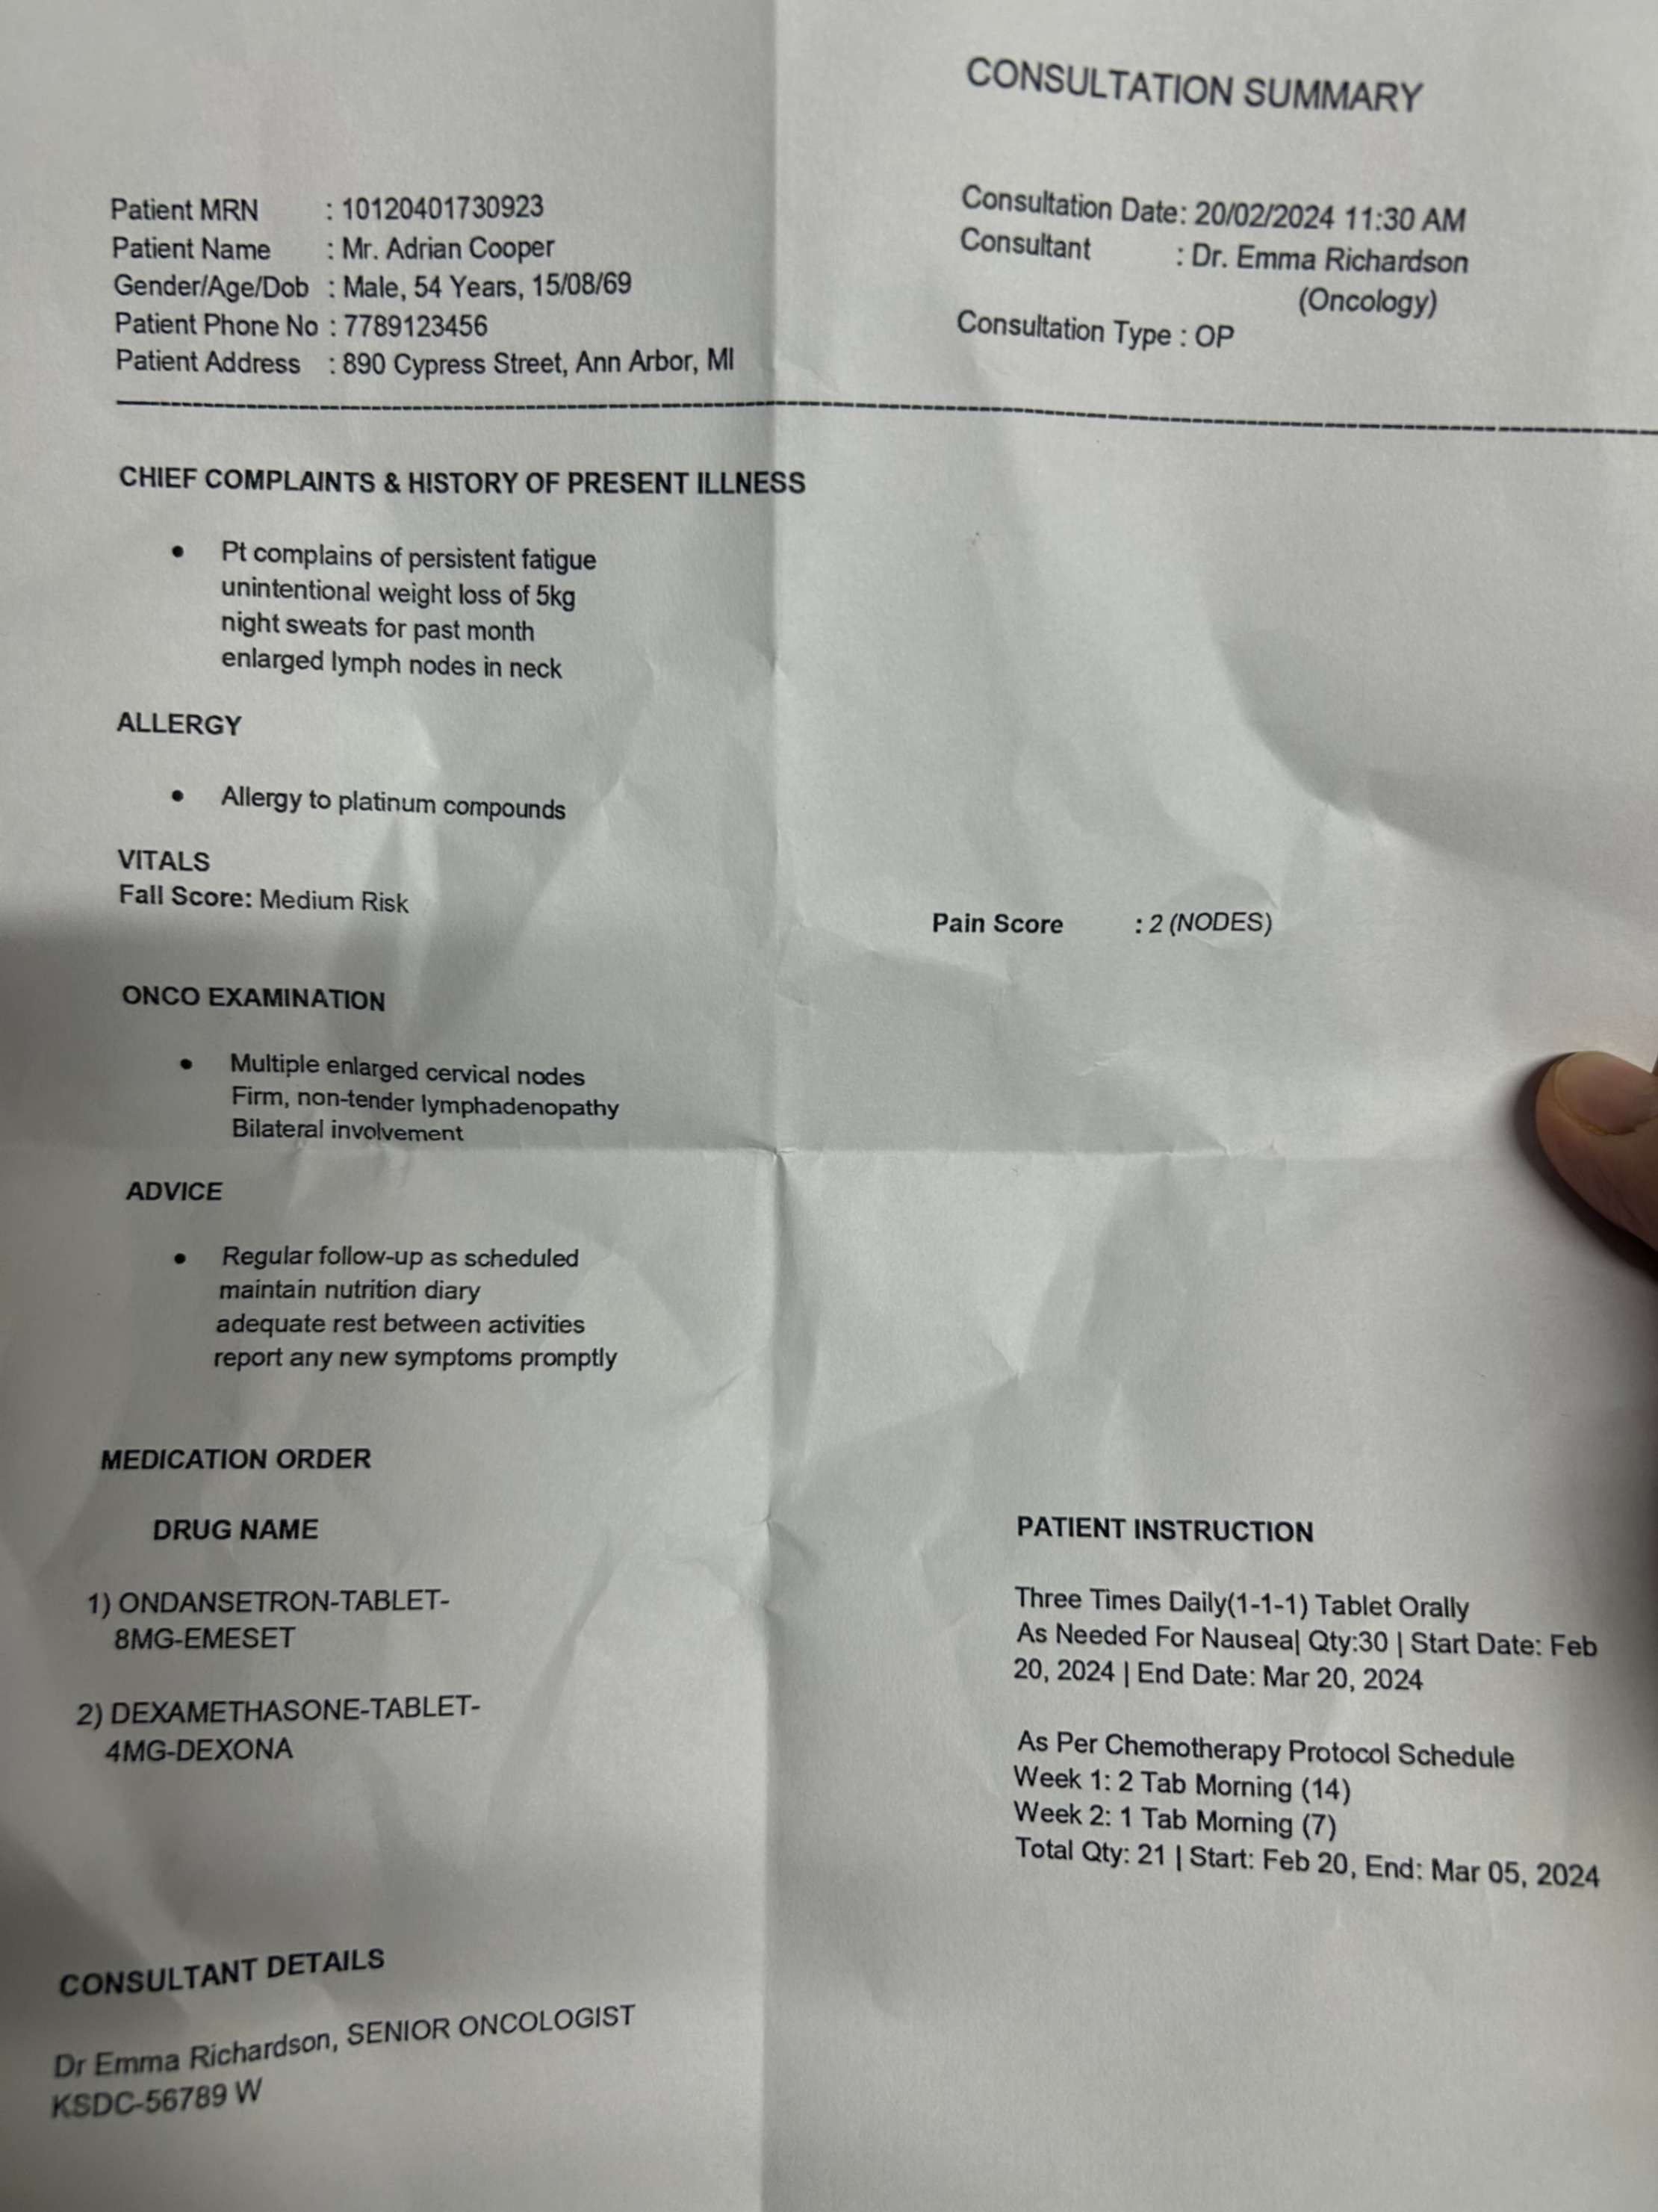 CONSULTATION SUMMARY
Patient MRN : 10120401730923
Patient Name : Mr. Adrian Cooper
Gender/Age/Dob : Male, 54 Years, 15/08/69
Patient Phone No : 7789123456
Patient Address : 890 Cypress Street, Ann Arbor, MI
Consultation Date: 20/02/2024 11:30 AM
Consultant : Dr. Emma Richardson
(Oncology)
Consultation Type : OP
CHIEF COMPLAINTS & HISTORY OF PRESENT ILLNESS
• Pt complains of persistent fatigue
unintentional weight loss of 5kg
night sweats for past month
enlarged lymph nodes in neck
ALLERGY
• Allergy to platinum compounds
VITALS
Fall Score: Medium Risk
Pain Score : 2 (NODES)
ONCO EXAMINATION
• Multiple enlarged cervical nodes
Firm, non-tender lymphadenopathy
Bilateral involvement
ADVICE
• Regular follow-up as scheduled
maintain nutrition diary
adequate rest between activities
report any new symptoms promptly
MEDICATION ORDER
DRUG NAME
1) ONDANSETRON-TABLET-
8MG-EMESET
2) DEXAMETHASONE-TABLET-
4MG-DEXONA
PATIENT INSTRUCTION
Three Times Daily(1-1-1) Tablet Orally
As Needed For Nausea| Qty:30 | Start Date: Feb
20, 2024 | End Date: Mar 20, 2024
As Per Chemotherapy Protocol Schedule
Week 1: 2 Tab Morning (14)
Week 2: 1 Tab Morning (7)
Total Qty: 21 | Start: Feb 20, End: Mar 05, 2024
CONSULTANT DETAILS
Dr Emma Richardson, SENIOR ONCOLOGIST
KSDC-56789 W